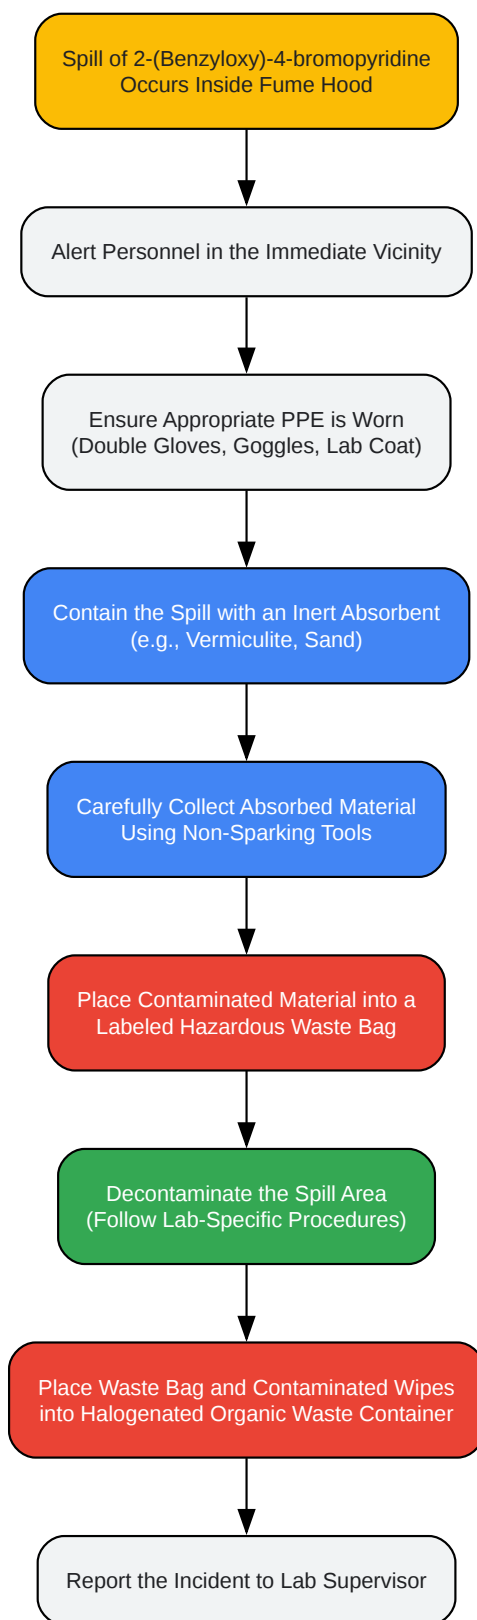 Spill of 2-(Benzyloxy)-4-bromopyridine
Occurs Inside Fume Hood
Alert Personnel in the Immediate Vicinity
Ensure Appropriate PPE is Worn
(Double Gloves, Goggles, Lab Coat)
Contain the Spill with an Inert Absorbent
(e.g., Vermiculite, Sand)
Carefully Collect Absorbed Material
Using Non-Sparking Tools
Place Contaminated Material into a
Labeled Hazardous Waste Bag
Decontaminate the Spill Area
(Follow Lab-Specific Procedures)
Place Waste Bag and Contaminated Wipes
into Halogenated Organic Waste Container
Report the Incident to Lab Supervisor